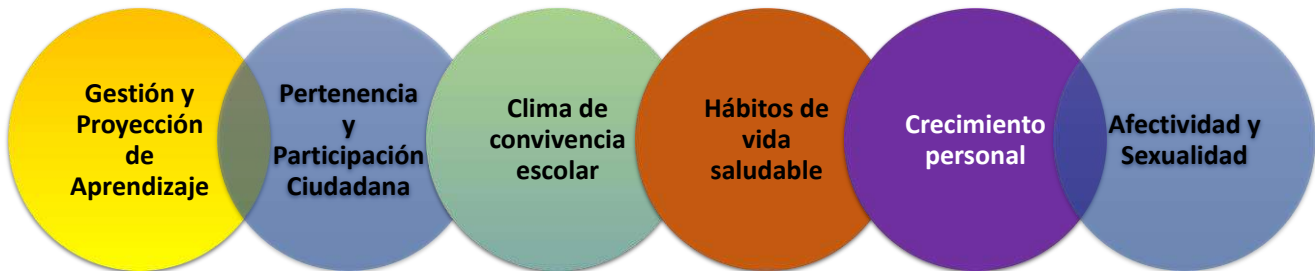 Gestión y
Proyección
de
Aprendizaje
Pertenencia
y
Participación
Ciudadana
Clima de
convivencia
escolar
Hábitos de
vida
saludable
Crecimiento
personal
Afectividad y
Sexualidad